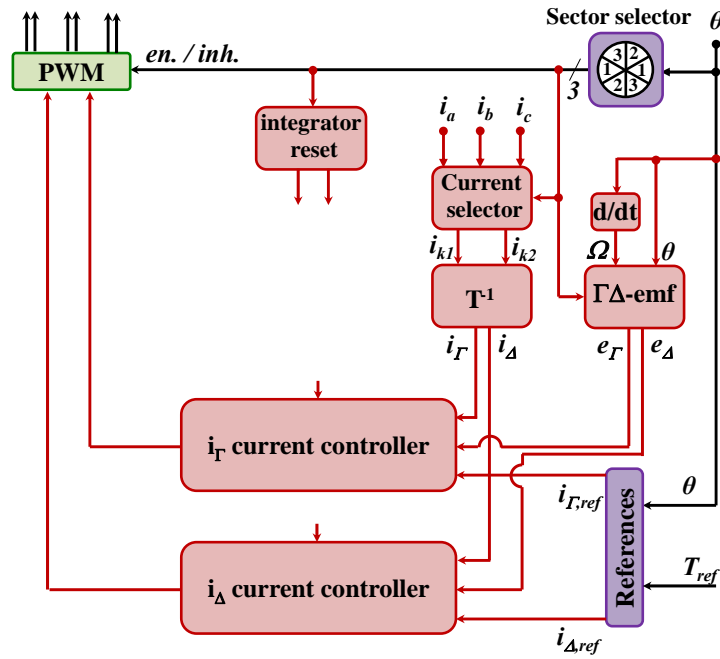 Sector selector
θ
en. / inh.
PWM
3 2
1 1
2 3
3
integrator
reset
i_a i_b i_c
Current
selector
d/dt
i_k1 i_k2
Ω θ
T⁻¹
ΓΔ-emf
i_Γ i_Δ
e_Γ e_Δ
i_Γ current controller
i_Γ,ref
θ
References
T_ref
i_Δ current controller
i_Δ,ref